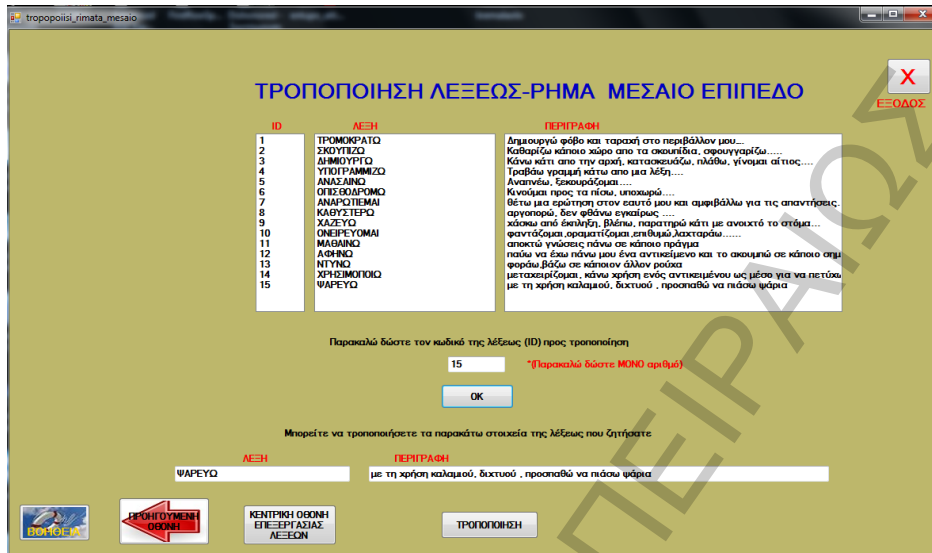 tropopoiisi_rimata_mesaio
ΤΡΟΠΟΠΟΙΗΣΗ ΛΕΞΕΩΣ-ΡΗΜΑ ΜΕΣΑΙΟ ΕΠΙΠΕΔΟ
X
ΕΞΟΔΟΣ
ID ΛΕΞΗ ΠΕΡΙΓΡΑΦΗ
1 ΤΡΟΜΟΚΡΑΤΩ Δημιουργώ φόβο και ταραχή στο περιβάλλον μου...
2 ΣΚΟΥΠΙΖΩ Καθαρίζω κάποιο χώρο απο τα σκουπίδια, σφουγγαρίζω.....
3 ΔΗΜΙΟΥΡΓΩ Κάνω κάτι απο την αρχή, κατασκευάζω, πλάθω, γίνομαι αίτιος....
4 ΥΠΟΓΡΑΜΜΙΖΩ Τραβάω γραμμή κάτω απο μια λέξη....
5 ΑΝΑΣΑΙΝΩ Αναπνέω, ξεκουράζομαι....
6 ΟΠΙΣΘΟΔΡΟΜΩ Κινούμαι προς τα πίσω, υποχωρώ....
7 ΑΝΑΡΩΤΙΕΜΑΙ θέτω μια ερώτηση στον εαυτό μου και αμφιβάλλω για τις απαντήσεις.
8 ΚΑΘΥΣΤΕΡΩ αργοπορώ, δεν φθάνω εγκαίρως ....
9 ΧΑΖΕΥΩ χάσκω από έκπληξη, βλέπω, παρατηρώ κάτι με ανοιχτό το στόμα...
10 ΟΝΕΙΡΕΥΟΜΑΙ φαντάζομαι,οραματίζομαι,επιθυμώ,λαχταράω......
11 ΜΑΘΑΙΝΩ αποκτώ γνώσεις πάνω σε κάποιο πράγμα
12 ΑΦΗΝΩ παύω να έχω πάνω μου ένα αντικείμενο και το ακουμπώ σε κάποιο σημ
13 ΝΤΥΝΩ φοράω,βάζω σε κάποιον άλλον ρούχα
14 ΧΡΗΣΙΜΟΠΟΙΩ μεταχειρίζομαι, κάνω χρήση ενός αντικειμένου ως μέσο για να πετύχω
15 ΨΑΡΕΥΩ με τη χρήση καλαμιού, διχτυού , προσπαθώ να πιάσω ψάρια
Παρακαλώ δώστε τον κωδικό της λέξεως (ID) προς τροποποίηση
15 *(Παρακαλώ δώστε ΜΟΝΟ αριθμό)
OK
Μπορείτε να τροποποιήσετε τα παρακάτω στοιχεία της λέξεως που ζητήσατε
ΛΕΞΗ ΠΕΡΙΓΡΑΦΗ
ΨΑΡΕΥΩ με τη χρήση καλαμιού, διχτυού , προσπαθώ να πιάσω ψάρια
ΒΟΗΘΕΙΑ
ΠΡΟΗΓΟΥΜΕΝΗ
ΟΘΟΝΗ
ΚΕΝΤΡΙΚΗ ΟΘΟΝΗ
ΕΠΕΞΕΡΓΑΣΙΑΣ
ΛΕΞΕΩΝ
ΤΡΟΠΟΠΟΙΗΣΗ
ΠΕΙΡΑΙΩΣ